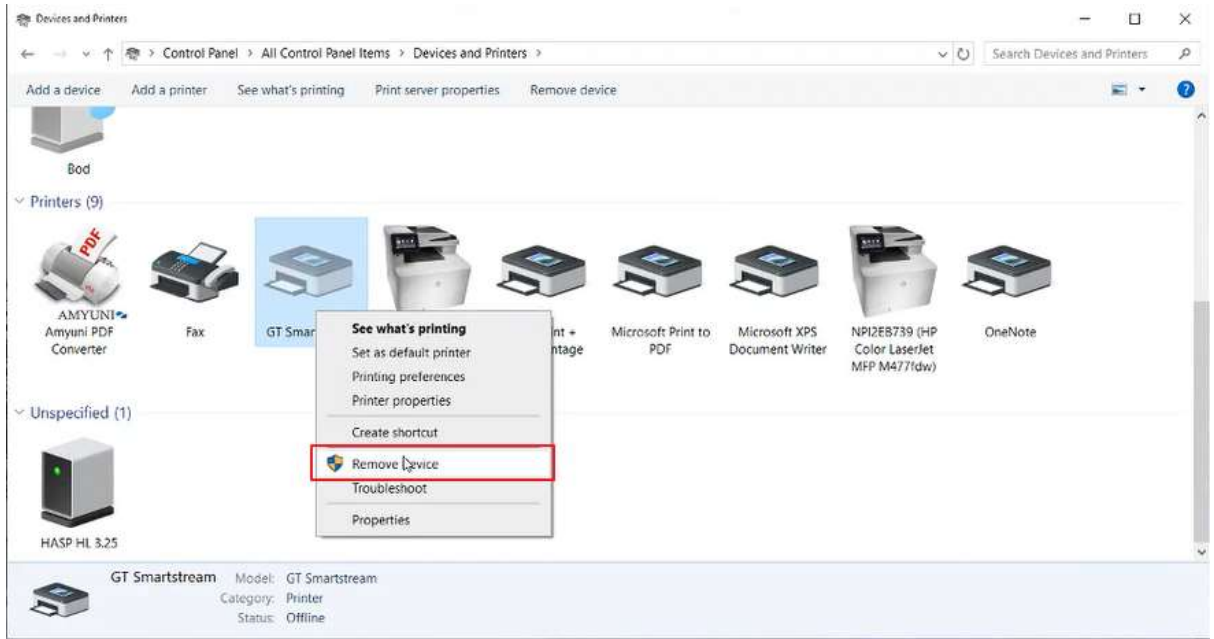 Devices and Printers
Control Panel > All Control Panel Items > Devices and Printers >
Search Devices and Printers
Add a device Add a printer See what's printing Print server properties Remove device
Bod
Printers (9)
PDF
AMYUNI
Amyuni PDF
Converter
Fax
GT Smar
nt +
ntage
Microsoft Print to
PDF
Microsoft XPS
Document Writer
NPI2EB739 (HP
Color LaserJet
MFP M477fdw)
OneNote
See what's printing
Set as default printer
Printing preferences
Printer properties
Create shortcut
Remove Device
Troubleshoot
Properties
Unspecified (1)
HASP HL 3.25
GT Smartstream Model: GT Smartstream
Category: Printer
Status: Offline